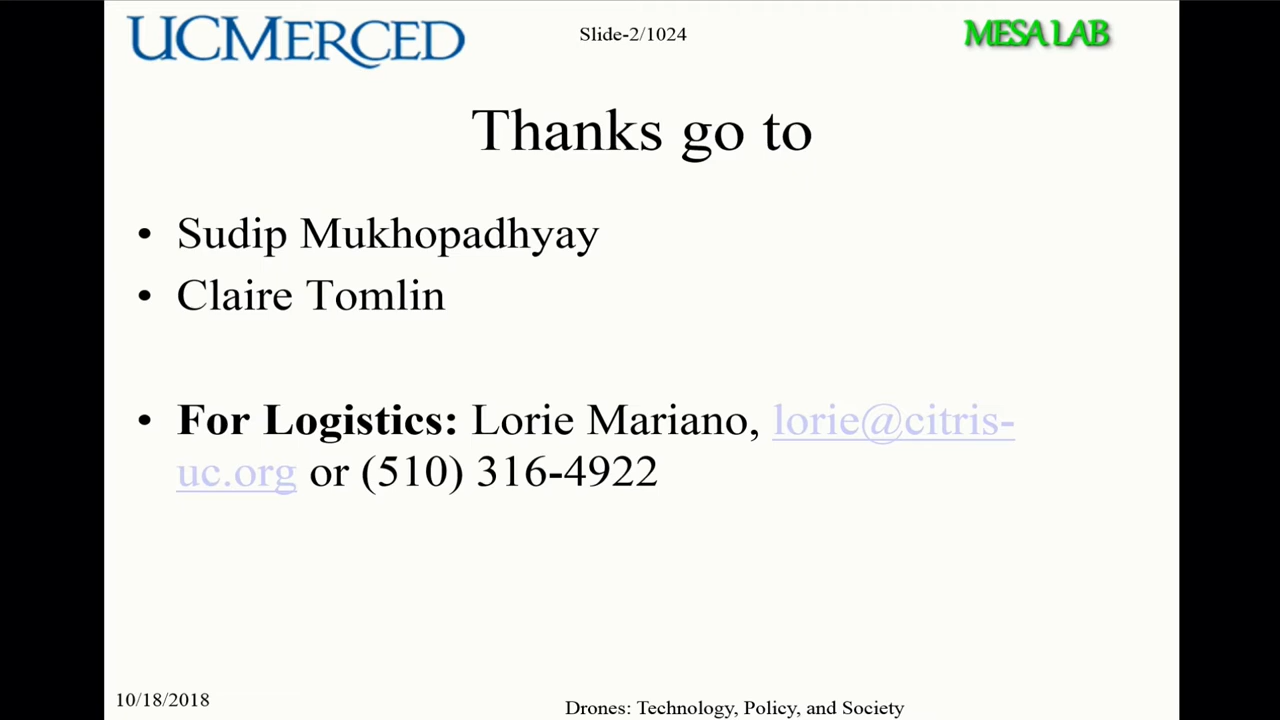 UCMERCED
Slide-2/1024
MESA LAB
Thanks go to
• Sudip Mukhopadhyay
• Claire Tomlin
• For Logistics: Lorie Mariano, lorie@citris-
uc.org or (510) 316-4922
10/18/2018
Drones: Technology, Policy, and Society